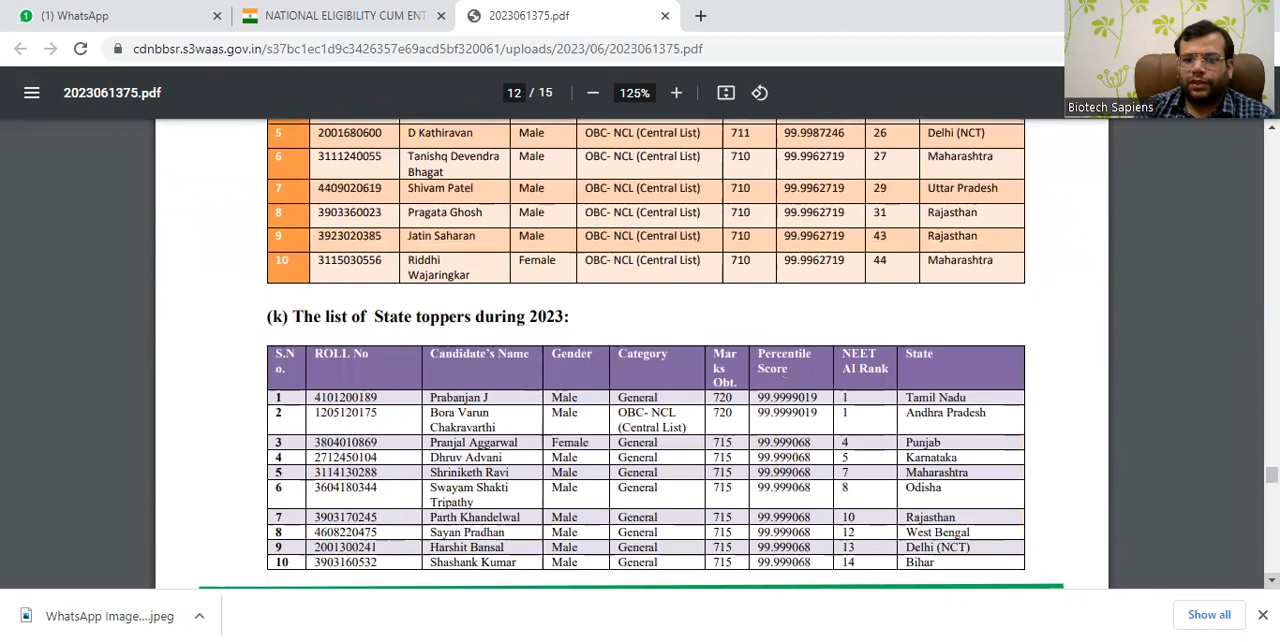 (1) WhatsApp
NATIONAL ELIGIBILITY CUM ENT
2023061375.pdf
cdnbbsr.s3waas.gov.in/s37bc1ec1d9c3426357e69acd5bf320061/uploads/2023/06/2023061375.pdf
Biotech Sapiens
2023061375.pdf
12 / 15
125%
5 2001680600 D Kathiravan Male OBC- NCL (Central List) 711 99.9987246 26 Delhi (NCT)
6 3111240055 Tanishq Devendra Male OBC- NCL (Central List) 710 99.9962719 27 Maharashtra
Bhagat
7 4409020619 Shivam Patel Male OBC- NCL (Central List) 710 99.9962719 29 Uttar Pradesh
8 3903360023 Pragata Ghosh Male OBC- NCL (Central List) 710 99.9962719 31 Rajasthan
9 3923020385 Jatin Saharan Male OBC- NCL (Central List) 710 99.9962719 43 Rajasthan
10 3115030556 Riddhi Female OBC- NCL (Central List) 710 99.9962719 44 Maharashtra
Wajaringkar
(k) The list of State toppers during 2023:
S.N ROLL No Candidate's Name Gender Category Mar Percentile NEET State
o. ks Score AI Rank
Obt.
1 4101200189 Prabanjan J Male General 720 99.9999019 1 Tamil Nadu
2 1205120175 Bora Varun Male OBC- NCL 720 99.9999019 1 Andhra Pradesh
Chakravarthi (Central List)
3 3804010869 Pranjal Aggarwal Female General 715 99.999068 4 Punjab
4 2712450104 Dhruv Advani Male General 715 99.999068 5 Karnataka
5 3114130288 Shriniketh Ravi Male General 715 99.999068 7 Maharashtra
6 3604180344 Swayam Shakti Male General 715 99.999068 8 Odisha
Tripathy
7 3903170245 Parth Khandelwal Male General 715 99.999068 10 Rajasthan
8 4608220475 Sayan Pradhan Male General 715 99.999068 12 West Bengal
9 2001300241 Harshit Bansal Male General 715 99.999068 13 Delhi (NCT)
10 3903160532 Shashank Kumar Male General 715 99.999068 14 Bihar
WhatsApp Image....jpeg
Show all